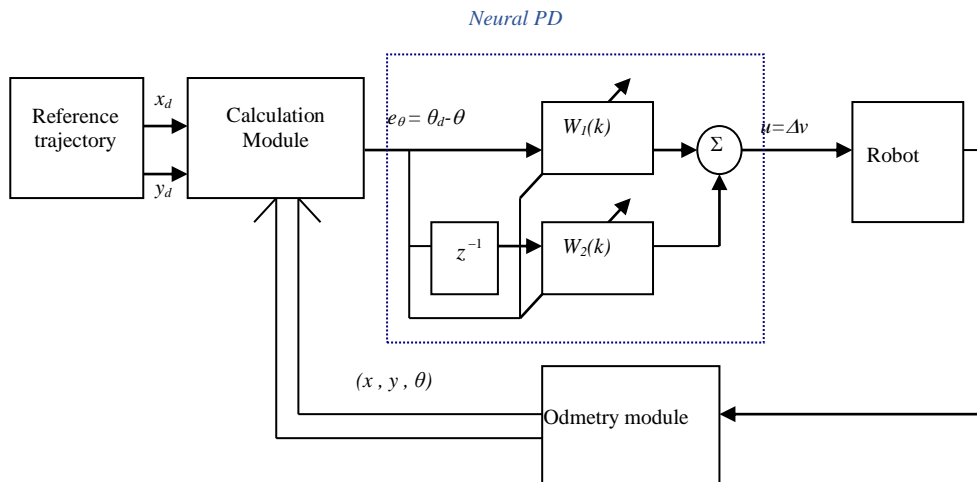 Neural PD
Reference
trajectory
x_d
y_d
Calculation
Module
e_θ = θ_d-θ
W_1(k)
Σ
u=Δv
Robot
z^{-1}
W_2(k)
(x , y , θ)
Odmetry module